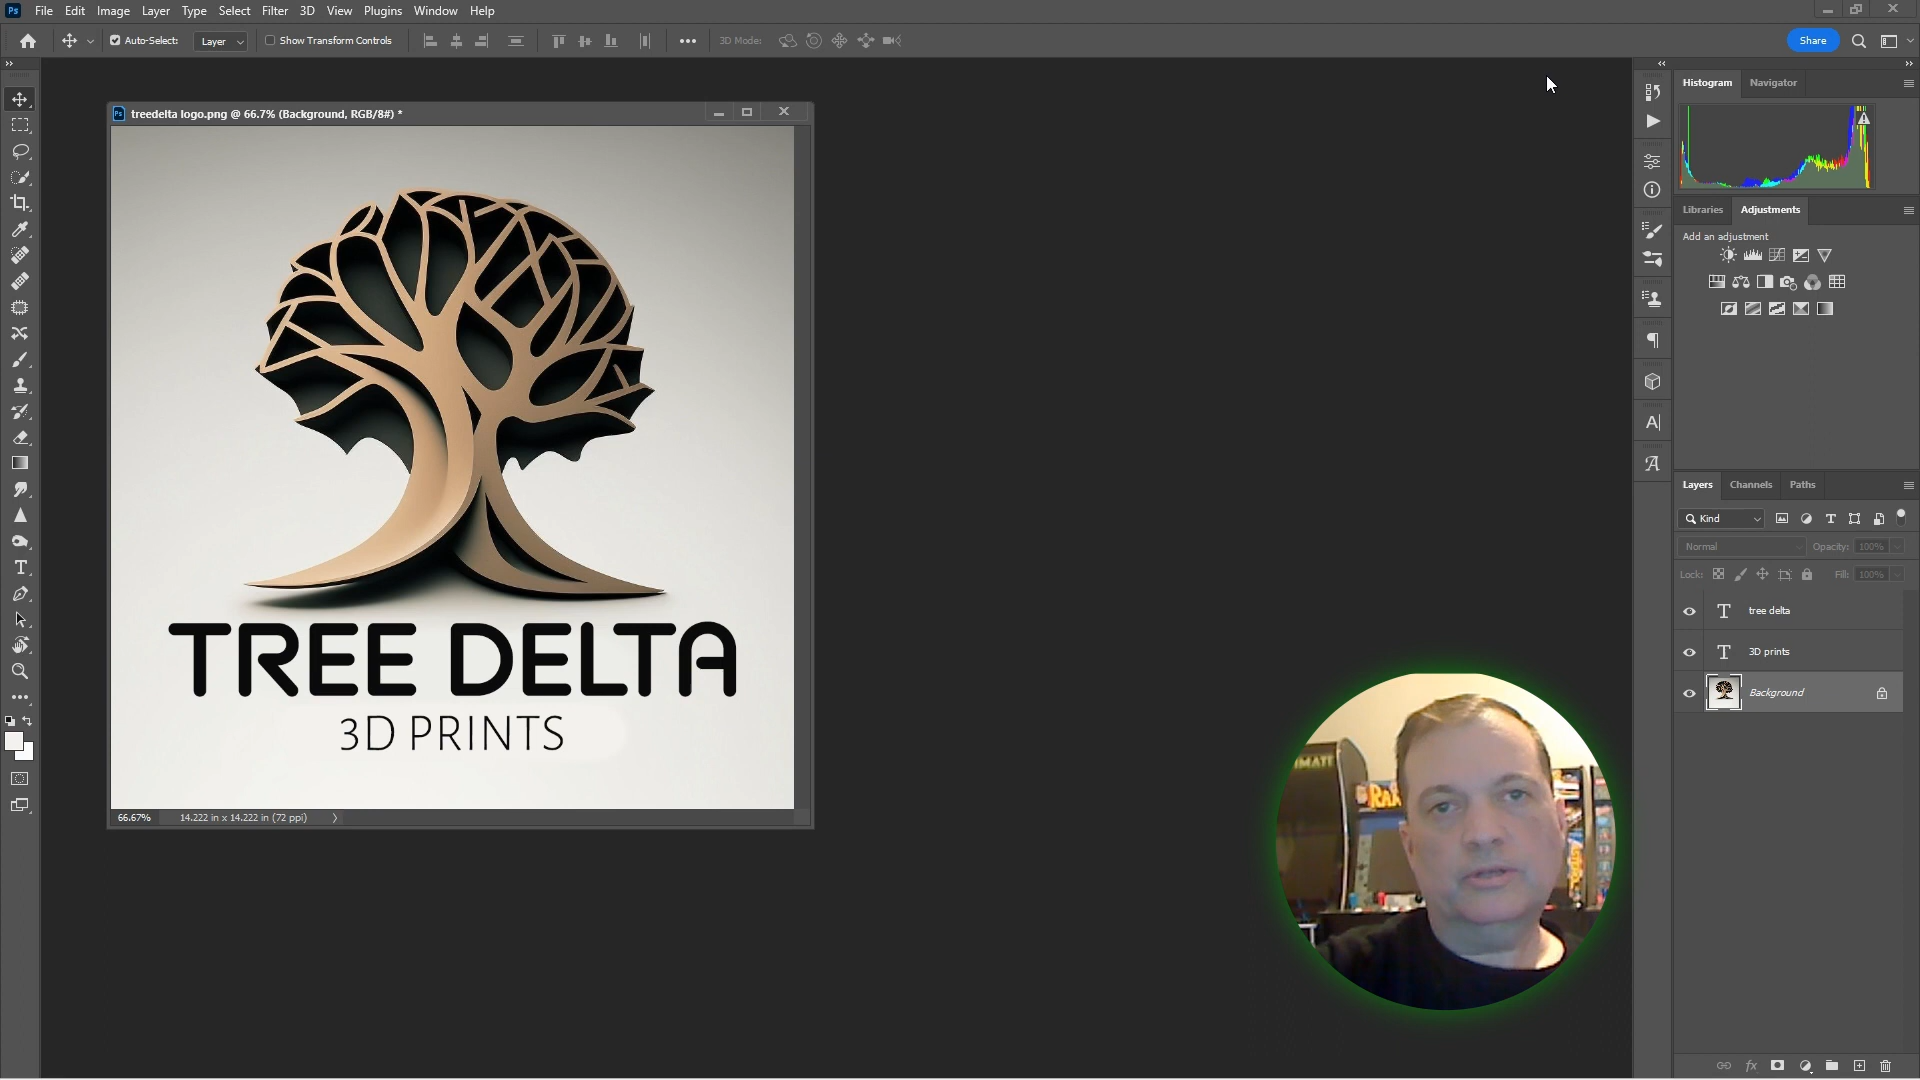 Ps File Edit Image Layer Type Select Filter 3D View Plugins Window Help
Auto-Select: Layer Show Transform Controls 3D Mode: Share
Ps treedelta logo.png @ 66.7% (Background, RGB/8#) *
TREE DELTA
3D PRINTS
66.67% 14.222 in x 14.222 in (72 ppi)
Histogram Navigator
Libraries Adjustments
Add an adjustment
Layers Channels Paths
Kind
Normal Opacity: 100%
Lock: Fill: 100%
tree delta
3D prints
Background
fx